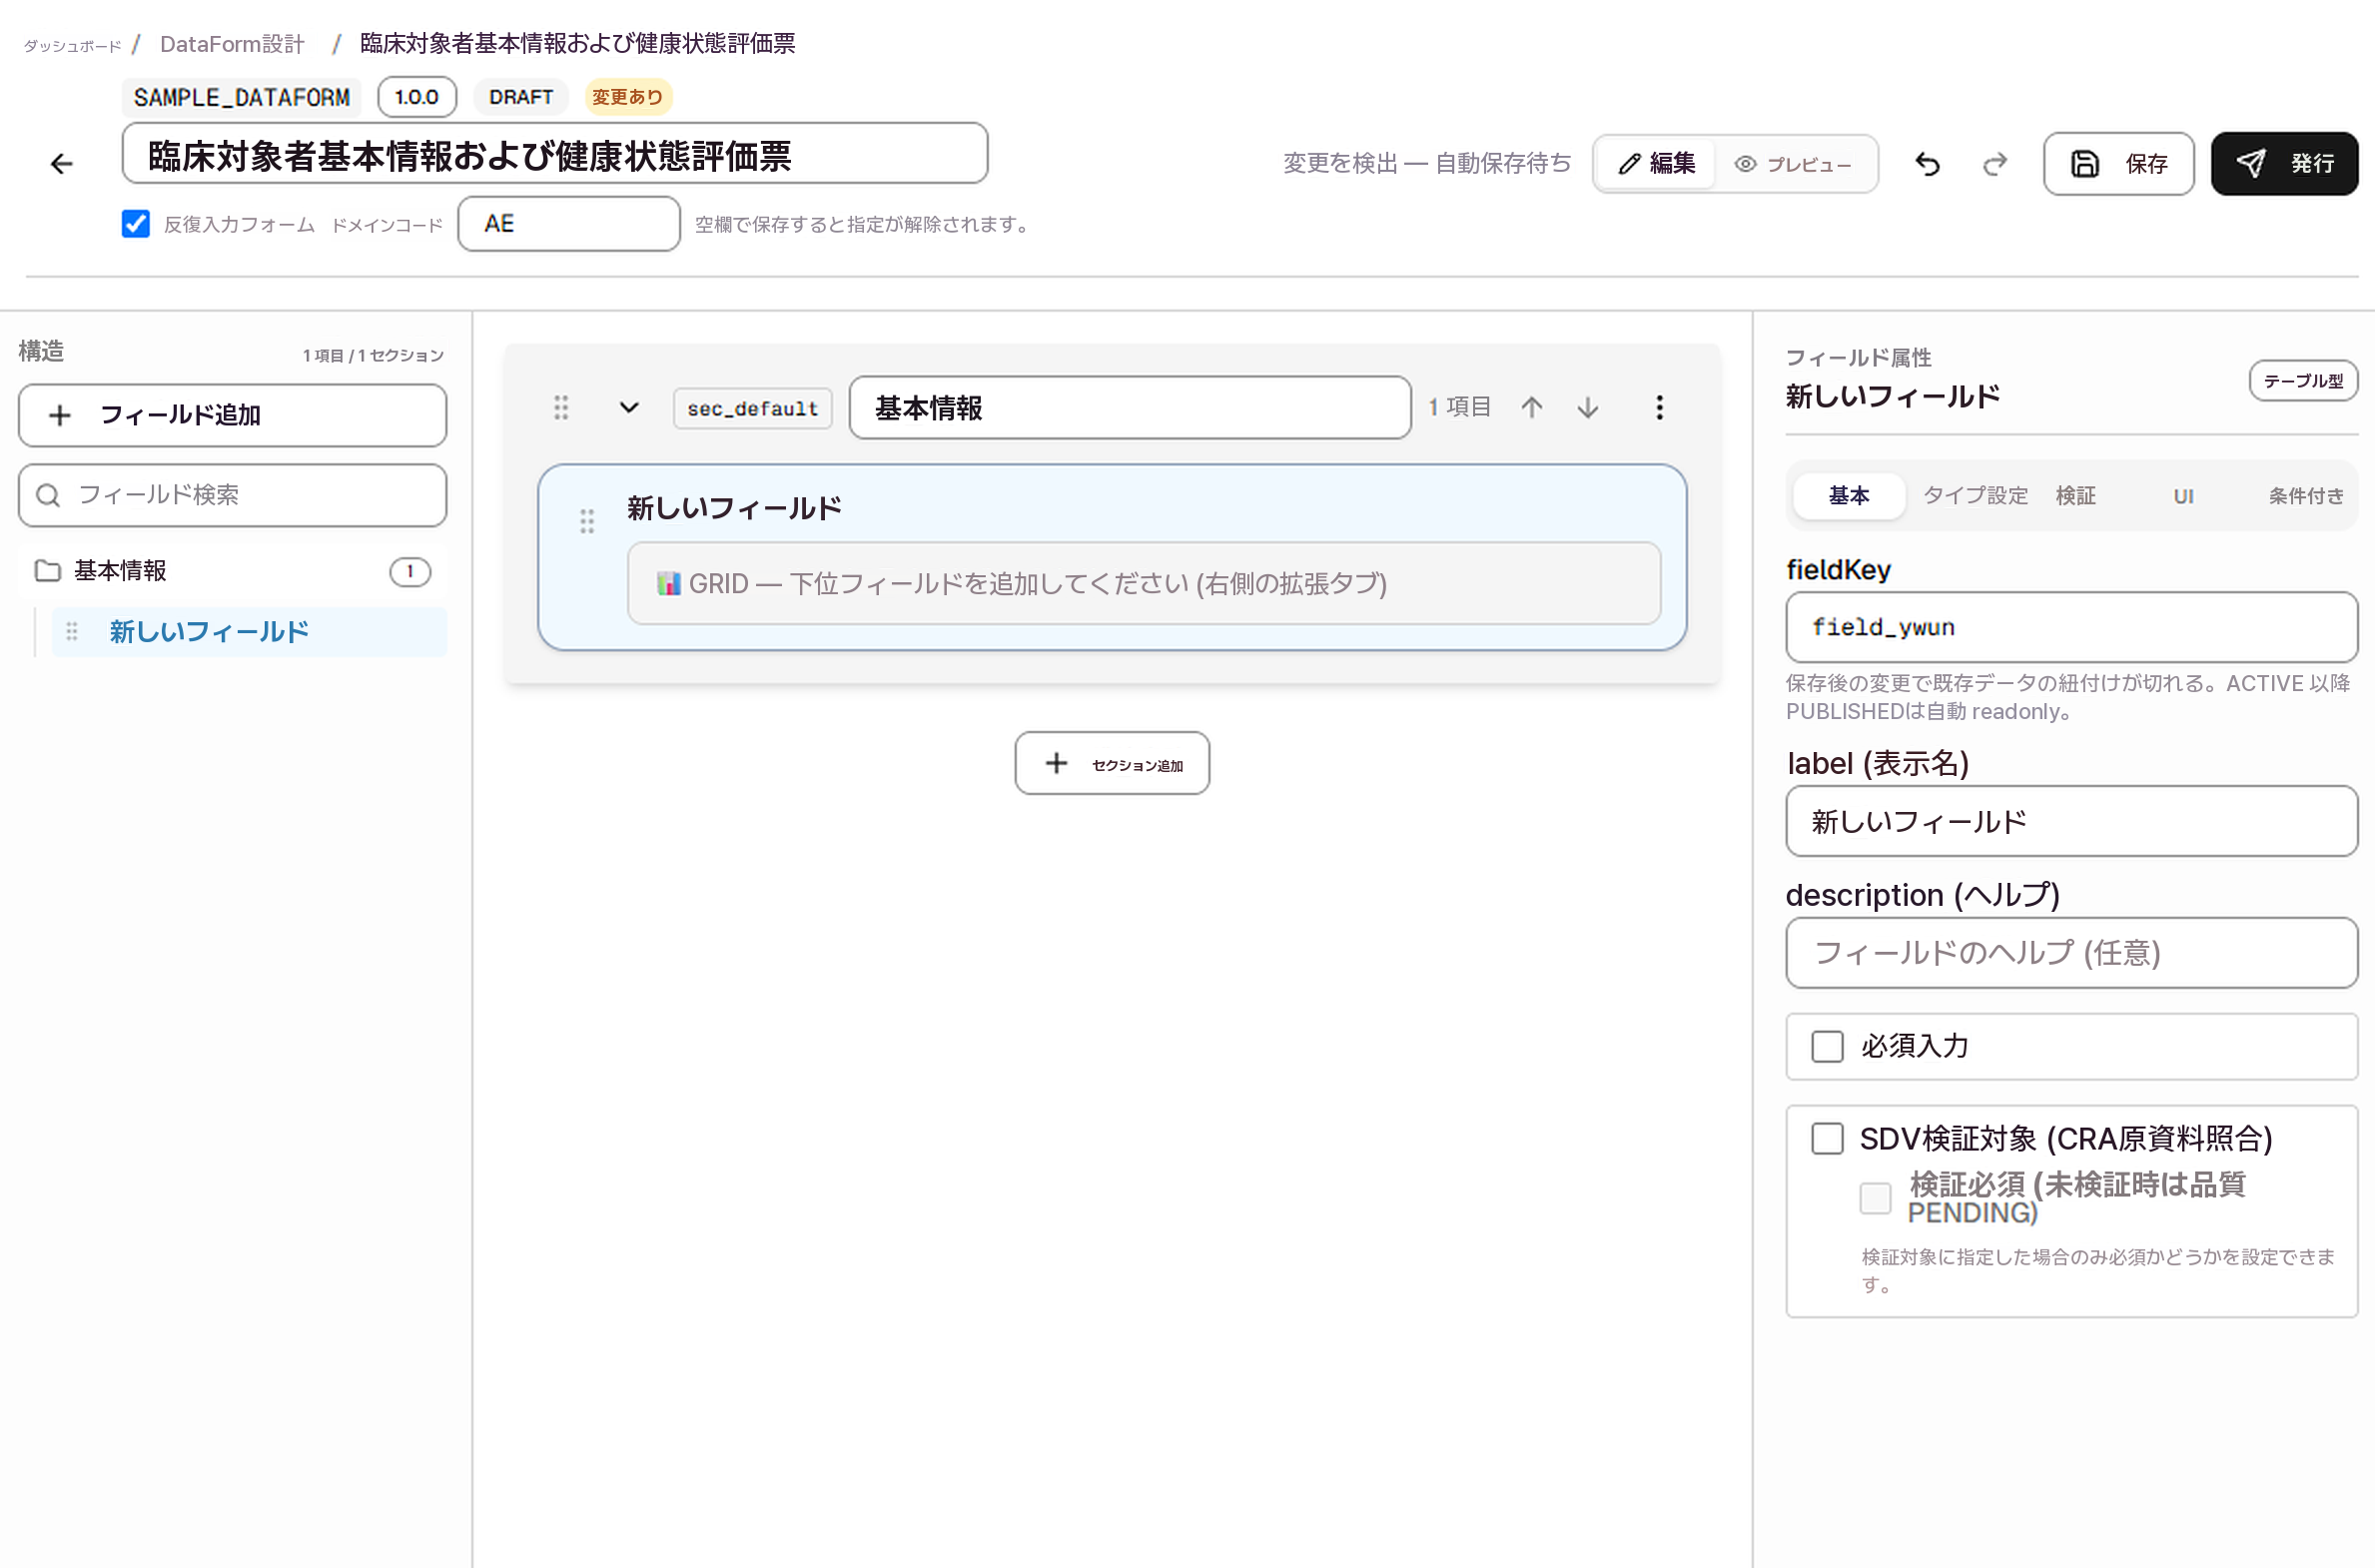 ダッシュボード / DataForm設計 / 臨床対象者基本情報および健康状態評価票
SAMPLE_DATAFORM 1.0.0 DRAFT 変更あり
臨床対象者基本情報および健康状態評価票
変更を検出 — 自動保存待ち 編集 プレビュー 保存 発行
反復入力フォーム ドメインコード AE 空欄で保存すると指定が解除されます。
構造 1 項目 / 1 セクション
フィールド追加
フィールド検索
基本情報 1
新しいフィールド
sec_default 基本情報 1 項目
新しいフィールド
GRID — 下位フィールドを追加してください (右側の拡張タブ)
セクション追加
フィールド属性
新しいフィールド テーブル型
基本 タイプ設定 検証 UI 条件付き
fieldKey
field_ywun
保存後の変更で既存データの紐付けが切れる。ACTIVE 以降
PUBLISHEDは自動 readonly。
label (表示名)
新しいフィールド
description (ヘルプ)
フィールドのヘルプ (任意)
必須入力
SDV検証対象 (CRA原資料照合)
検証必須 (未検証時は品質
PENDING)
検証対象に指定した場合のみ必須かどうかを設定できま
す。